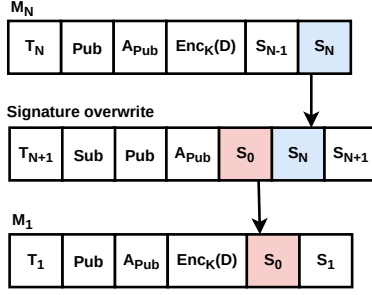 M_N
T_N Pub A_Pub Enc_K(D) S_N-1 S_N
Signature overwrite
T_N+1 Sub Pub A_Pub S_0 S_N S_N+1
M_1
T_1 Pub A_Pub Enc_K(D) S_0 S_1